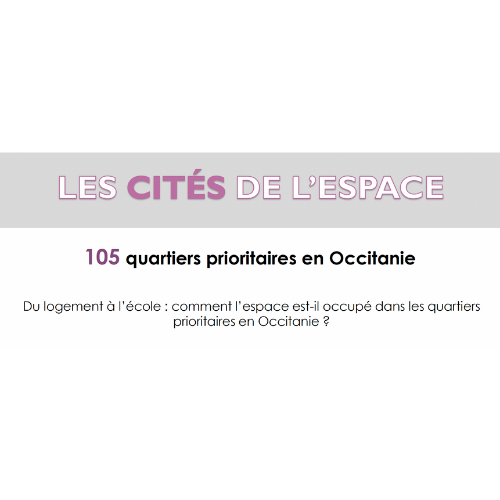 LES CITÉS DE L'ESPACE
105 quartiers prioritaires en Occitanie
Du logement à l'école : comment l'espace est-il occupé dans les quartiers
prioritaires en Occitanie ?